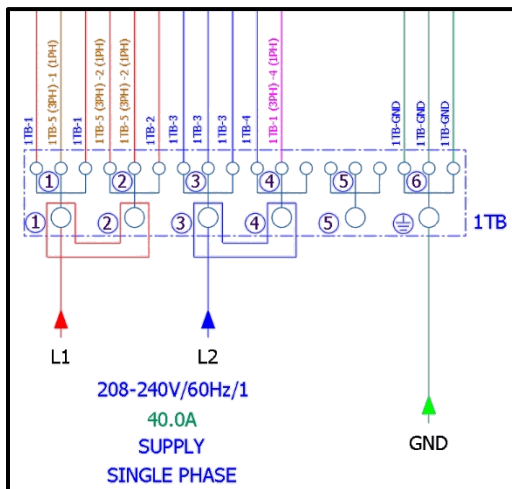 1TB-1
1TB-5 (3PH) -1 (1PH)
1TB-1
1TB-5 (3PH) -2 (1PH)
1TB-5 (3PH) -2 (1PH)
1TB-2
1TB-3
1TB-3
1TB-3
1TB-4
1TB-1 (3PH) -4 (1PH)
1TB-GND
1TB-GND
1TB-GND
1 2 3 4 5 6
1 2 3 4 5
1TB
L1 L2
GND
208-240V/60Hz/1
40.0A
SUPPLY
SINGLE PHASE